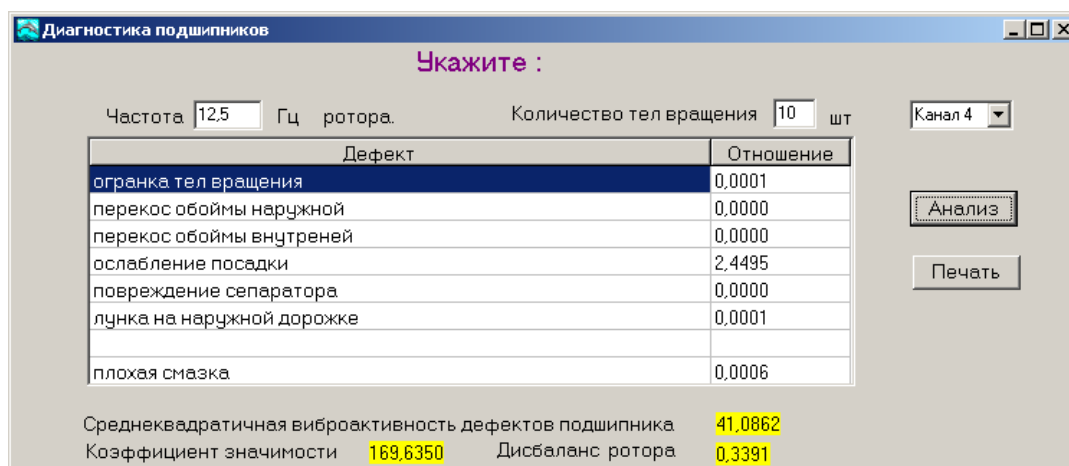 Диагностика подшипников
Укажите :
Частота 12,5 Гц ротора. Количество тел вращения 10 шт Канал 4
Дефект Отношение
огранка тел вращения 0,0001
перекос обоймы наружной 0,0000
перекос обоймы внутреней 0,0000
ослабление посадки 2,4495
повреждение сепаратора 0,0000
лунка на наружной дорожке 0,0001
плохая смазка 0,0006
Анализ
Печать
Среднеквадратичная виброактивность дефектов подшипника 41,0862
Коэффициент значимости 169,6350 Дисбаланс ротора 0,3391